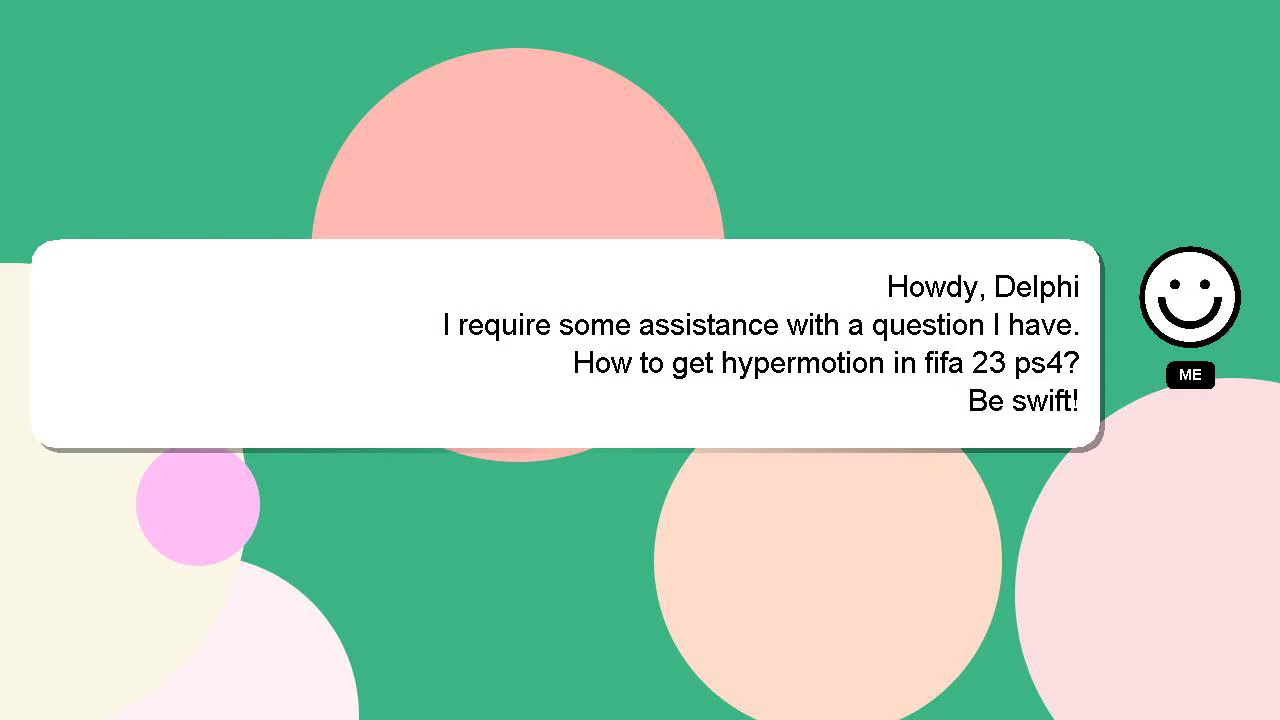 Howdy, Delphi
I require some assistance with a question I have.
How to get hypermotion in fifa 23 ps4?
Be swift!
ME